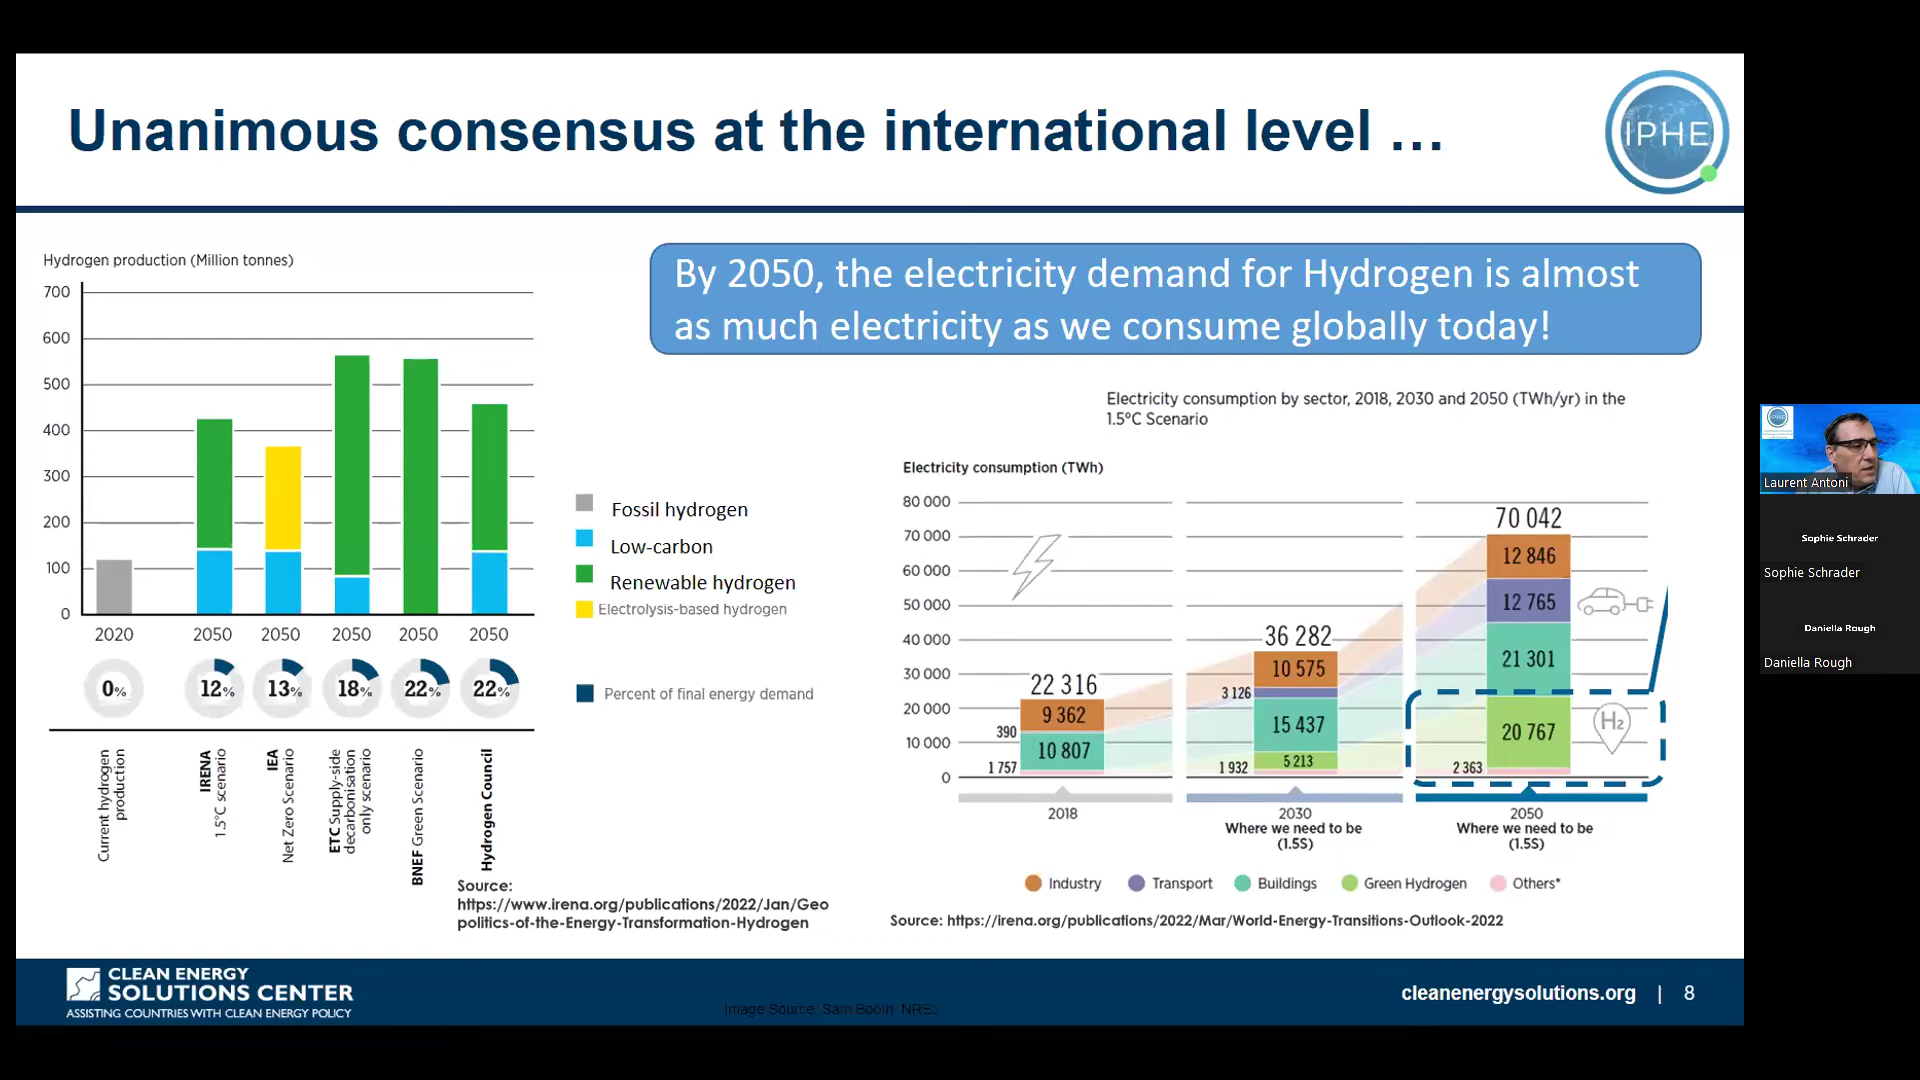 Unanimous consensus at the international level ...
IPHE
By 2050, the electricity demand for Hydrogen is almost
as much electricity as we consume globally today!
Hydrogen production (Million tonnes)
700
600
500
400
300
200
100
0
2020
2050
2050
2050
2050
2050
0%
12%
13%
18%
22%
22%
Current hydrogen
production
IRENA
1.5°C scenario
IEA
Net Zero Scenario
ETC Supply-side
decarbonisation
only scenario
BNEF Green Scenario
Hydrogen Council
Fossil hydrogen
Low-carbon
Renewable hydrogen
Electrolysis-based hydrogen
Percent of final energy demand
Source:
https://www.irena.org/publications/2022/Jan/Geo
politics-of-the-Energy-Transformation-Hydrogen
Electricity consumption by sector, 2018, 2030 and 2050 (TWh/yr) in the
1.5°C Scenario
Electricity consumption (TWh)
80 000
70 000
60 000
50 000
40 000
30 000
20 000
10 000
0
22 316
9 362
390
10 807
1 757
2018
36 282
10 575
3 126
15 437
5 213
1 932
2030
Where we need to be
(1.5S)
70 042
12 846
12 765
21 301
20 767
2 363
H2
2050
Where we need to be
(1.5S)
Industry
Transport
Buildings
Green Hydrogen
Others*
Source: https://irena.org/publications/2022/Mar/World-Energy-Transitions-Outlook-2022
CLEAN ENERGY
SOLUTIONS CENTER
ASSISTING COUNTRIES WITH CLEAN ENERGY POLICY
Image Source: Sam Booth, NREL
cleanenergysolutions.org | 8
IPHE
Laurent Antoni
Sophie Schrader
Sophie Schrader
Daniella Rough
Daniella Rough